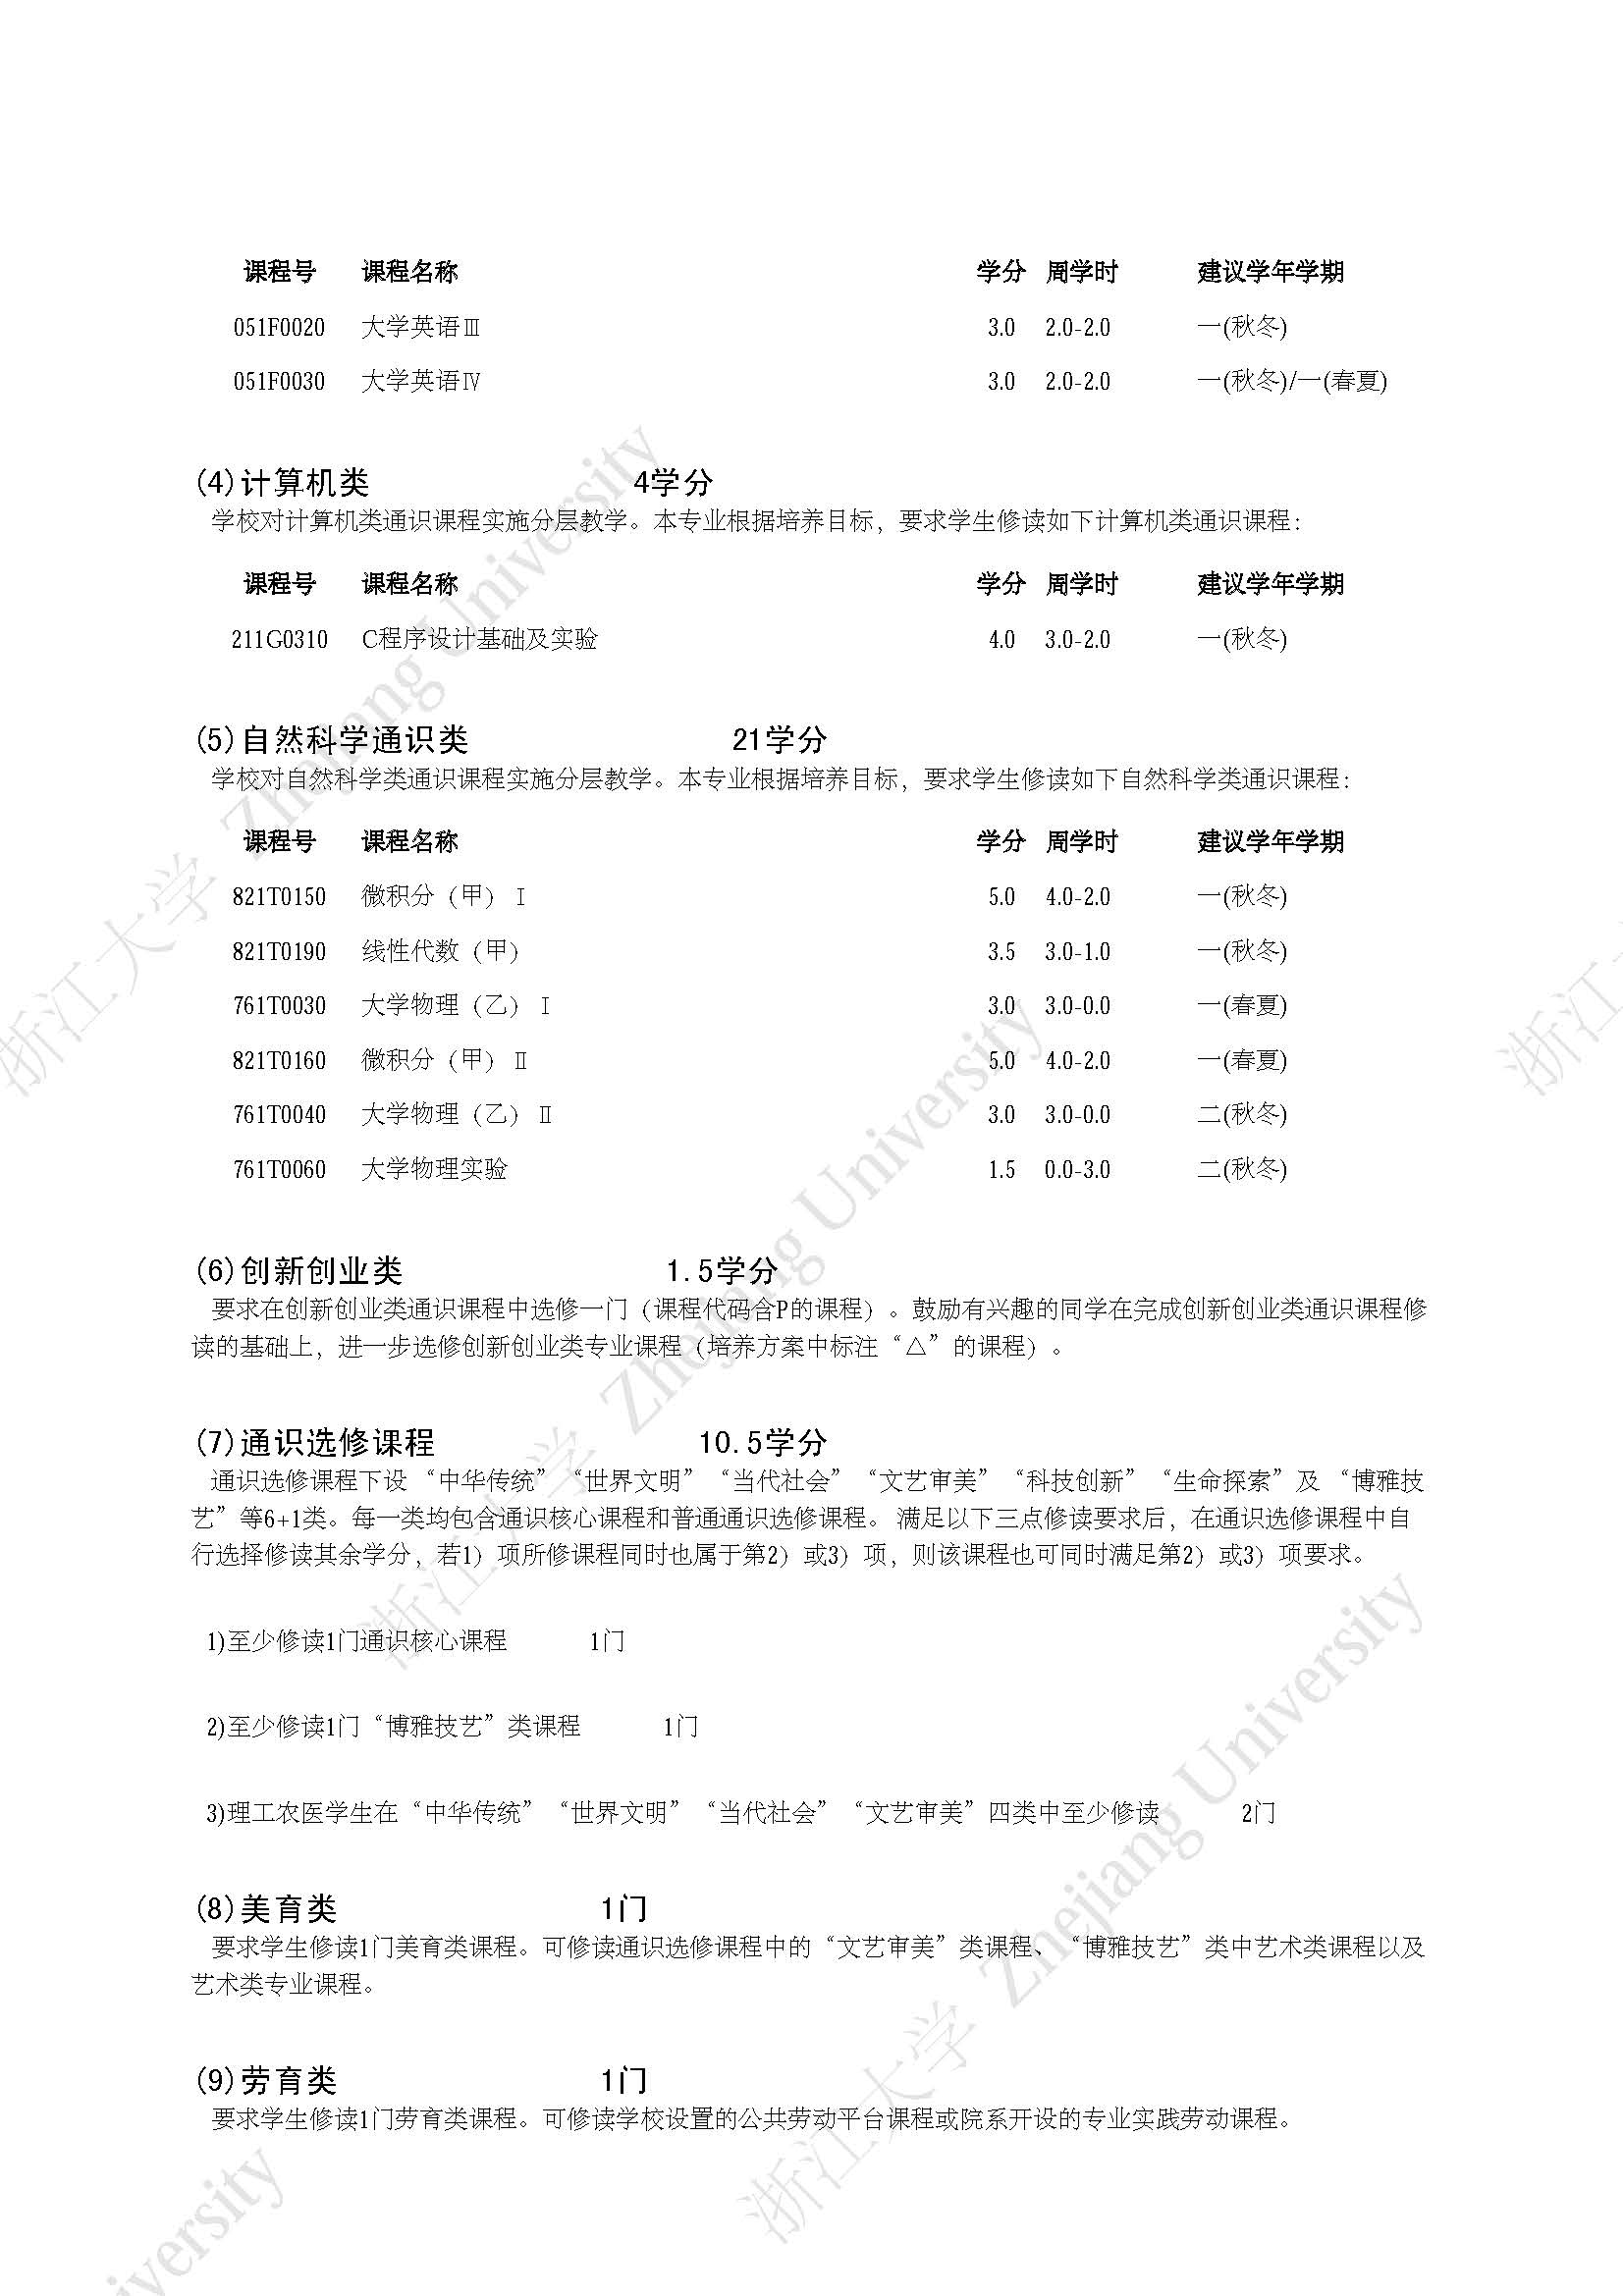 课程号 课程名称 学分 周学时 建议学年学期
051F0020 大学英语Ⅲ 3.0 2.0-2.0 一(秋冬)
051F0030 大学英语Ⅳ 3.0 2.0-2.0 一(秋冬)/一(春夏)
(4)计算机类 4学分
学校对计算机类通识课程实施分层教学。本专业根据培养目标，要求学生修读如下计算机类通识课程：
课程号 课程名称 学分 周学时 建议学年学期
211G0310 C程序设计基础及实验 4.0 3.0-2.0 一(秋冬)
(5)自然科学通识类 21学分
学校对自然科学类通识课程实施分层教学。本专业根据培养目标，要求学生修读如下自然科学类通识课程：
课程号 课程名称 学分 周学时 建议学年学期
821T0150 微积分（甲）Ⅰ 5.0 4.0-2.0 一(秋冬)
821T0190 线性代数（甲） 3.5 3.0-1.0 一(秋冬)
761T0030 大学物理（乙）Ⅰ 3.0 3.0-0.0 一(春夏)
821T0160 微积分（甲）Ⅱ 5.0 4.0-2.0 一(春夏)
761T0040 大学物理（乙）Ⅱ 3.0 3.0-0.0 二(秋冬)
761T0060 大学物理实验 1.5 0.0-3.0 二(秋冬)
(6)创新创业类 1.5学分
要求在创新创业类通识课程中选修一门（课程代码含P的课程）。鼓励有兴趣的同学在完成创新创业类通识课程修
读的基础上，进一步选修创新创业类专业课程（培养方案中标注“△”的课程）。
(7)通识选修课程 10.5学分
通识选修课程下设“中华传统”“世界文明”“当代社会”“文艺审美”“科技创新”“生命探索”及“博雅技
艺”等6+1类。每一类均包含通识核心课程和普通通识选修课程。 满足以下三点修读要求后，在通识选修课程中自
行选择修读其余学分，若1）项所修课程同时也属于第2）或3）项，则该课程也可同时满足第2）或3）项要求。
1)至少修读1门通识核心课程 1门
2)至少修读1门“博雅技艺”类课程 1门
3)理工农医学生在“中华传统”“世界文明”“当代社会”“文艺审美”四类中至少修读 2门
(8)美育类 1门
要求学生修读1门美育类课程。可修读通识选修课程中的“文艺审美”类课程、“博雅技艺”类中艺术类课程以及
艺术类专业课程。
(9)劳育类 1门
要求学生修读1门劳育类课程。可修读学校设置的公共劳动平台课程或院系开设的专业实践劳动课程。
浙江大学 Zhejiang University
浙江大学 Zhejiang University
浙江大学 Zhejiang University
浙江
iversity